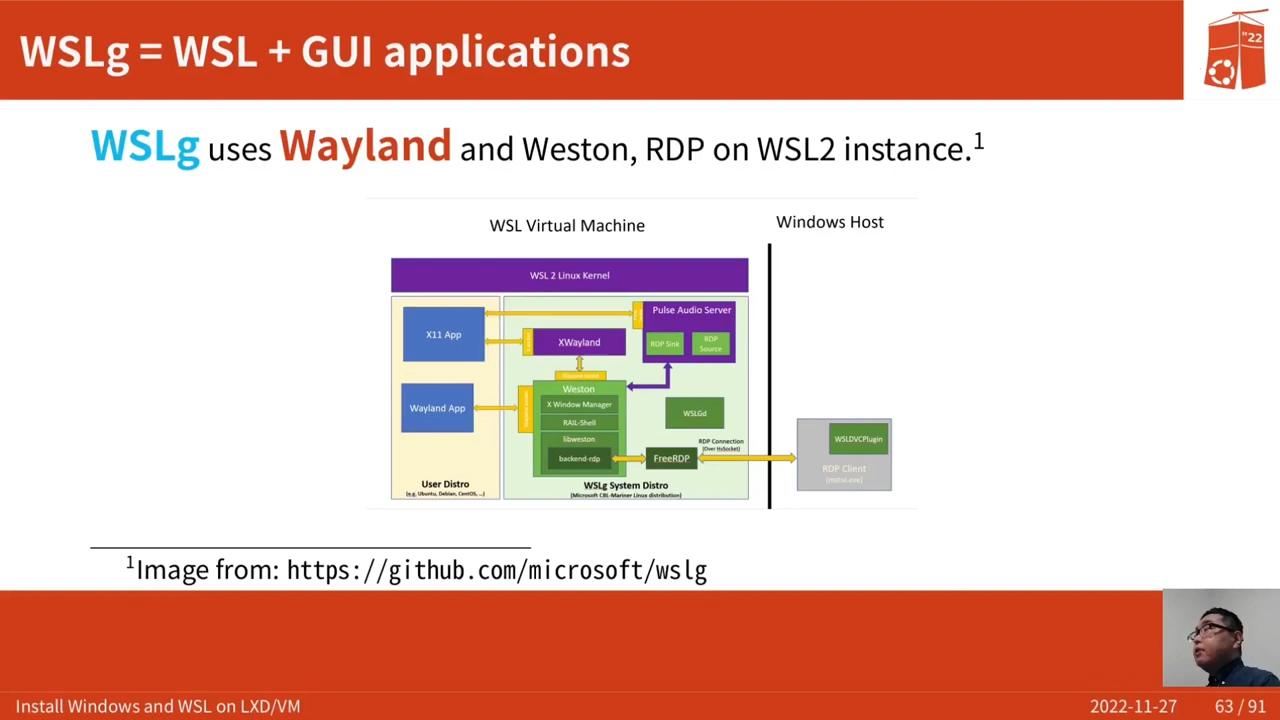 WSLg = WSL + GUI applications
"22
WSLg uses Wayland and Weston, RDP on WSL2 instance.1
WSL Virtual Machine
Windows Host
WSL 2 Linux Kernel
X11 App
Pulse Audio Server
RDP Sink
RDP Source
XWayland
Weston
X Window Manager
RAIL-Shell
libweston
backend-rdp
Wayland App
WSLGd
FreeRDP
RDP Connection
(Over HvSocket)
WSLDVCPlugin
RDP Client
(mstsc.exe)
User Distro
(e.g. Ubuntu, Debian, CentOS, ...)
WSLg System Distro
(Microsoft CBL-Mariner Linux distribution)
1Image from: https://github.com/microsoft/wslg
Install Windows and WSL on LXD/VM
2022-11-27
63 / 91